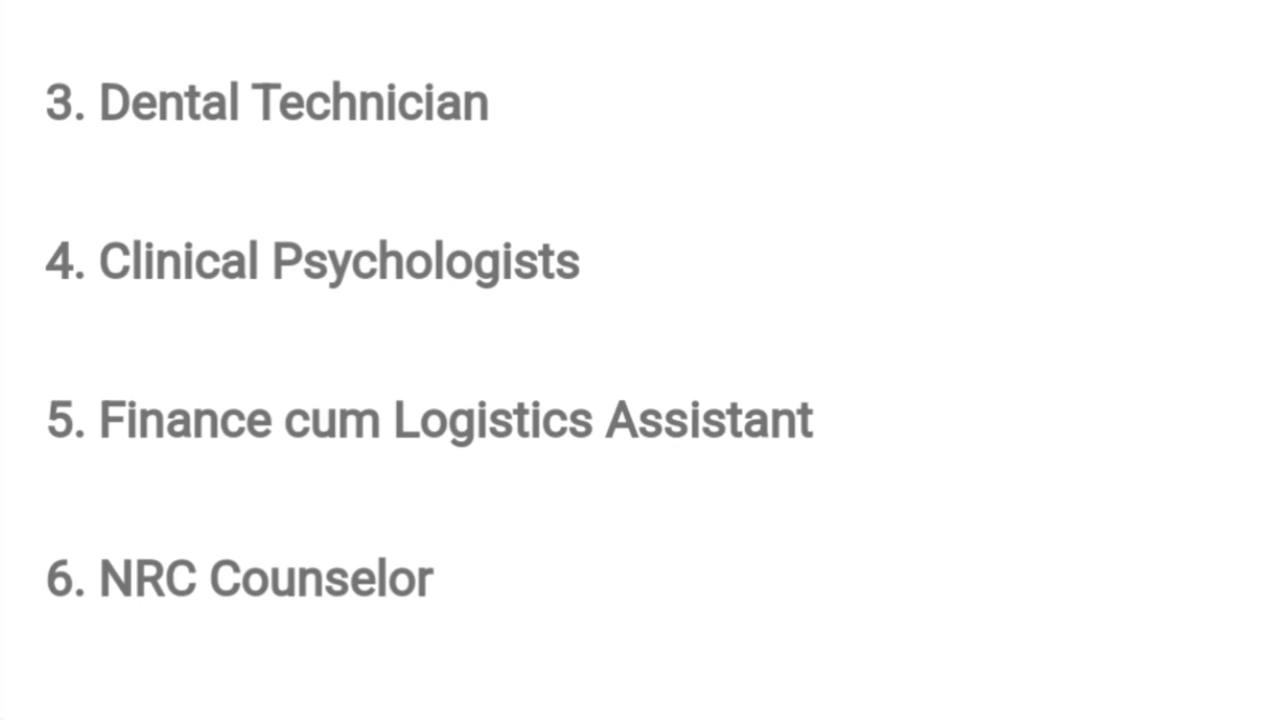 3. Dental Technician
4. Clinical Psychologists
5. Finance cum Logistics Assistant
6. NRC Counselor